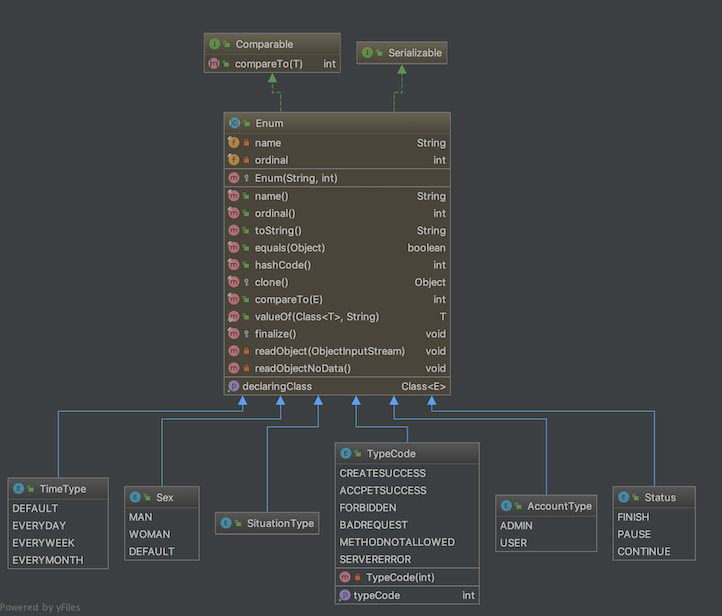 Comparable
compareTo(T) int
Serializable
Enum
name String
ordinal int
Enum(String, int)
name() String
ordinal() int
toString() String
equals(Object) boolean
hashCode() int
clone() Object
compareTo(E) int
valueOf(Class<T>, String) T
finalize() void
readObject(ObjectInputStream) void
readObjectNoData() void
declaringClass Class<E>
TimeType
DEFAULT
EVERYDAY
EVERYWEEK
EVERYMONTH
Sex
MAN
WOMAN
DEFAULT
SituationType
TypeCode
CREATESUCCESS
ACCPETSUCCESS
FORBIDDEN
BADREQUEST
METHODNOTALLOWED
SERVERERROR
TypeCode(int)
typeCode int
AccountType
ADMIN
USER
Status
FINISH
PAUSE
CONTINUE
Powered by yFiles